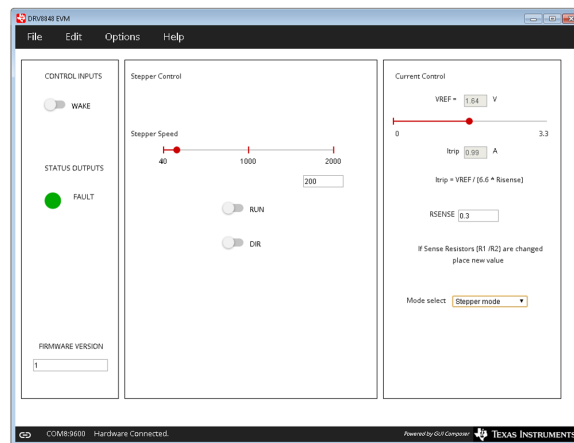 DRV8848 EVM
File Edit Options Help
CONTROL INPUTS
WAKE
STATUS OUTPUTS
FAULT
FIRMWARE VERSION
1
Stepper Control
Stepper Speed
40 1000 2000
200
RUN
DIR
Current Control
VREF = 1.64 V
0 3.3
Itrip 0.99 A
Itrip = VREF / [6.6 * Risense]
RSENSE 0.3
If Sense Resistors [R1 /R2] are changed
place new value
Mode select Stepper mode
COM8:9600 Hardware Connected.
Powered by GUI Composer TEXAS INSTRUMENTS